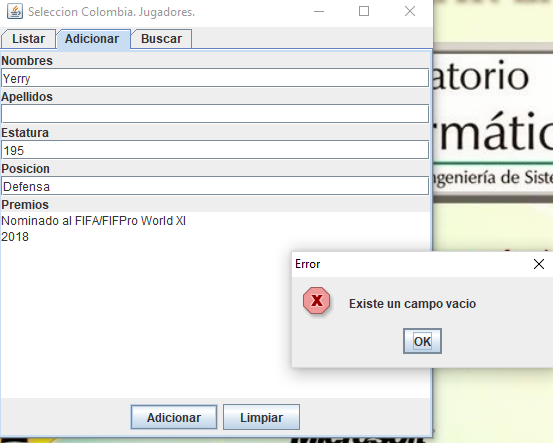 Seleccion Colombia. Jugadores.
Listar Adicionar Buscar
Nombres
Yerry
Apellidos
Estatura
195
Posicion
Defensa
Premios
Nominado al FIFA/FIFPro World XI
2018
Adicionar Limpiar
Error
Existe un campo vacio
OK
atorio
rmátic
geniería de Siste